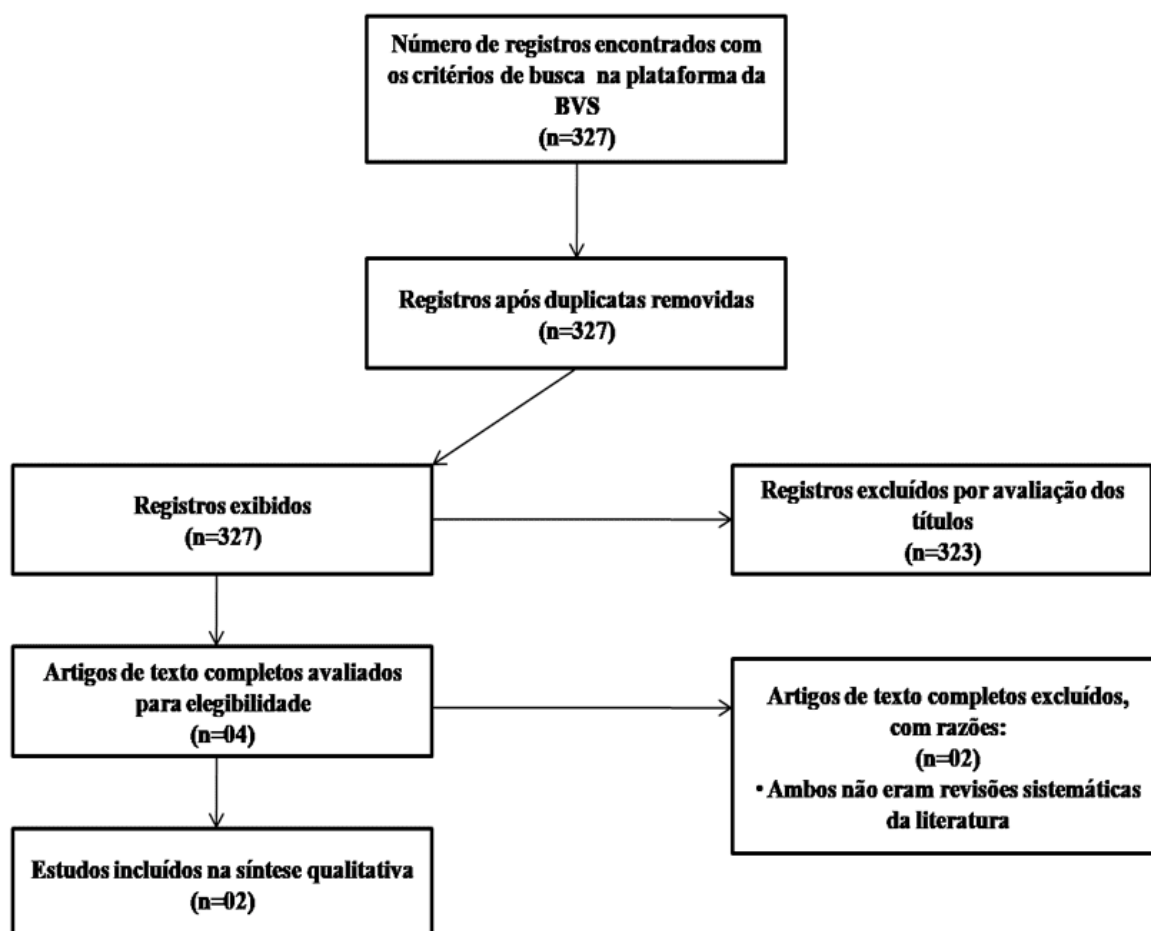 Número de registros encontrados com
os critérios de busca na plataforma da
BVS
(n=327)
Registros após duplicatas removidas
(n=327)
Registros exibidos
(n=327)
Registros excluídos por avaliação dos
títulos
(n=323)
Artigos de texto completos avaliados
para elegibilidade
(n=04)
Artigos de texto completos excluídos,
com razões:
(n=02)
• Ambos não eram revisões sistemáticas
da literatura
Estudos incluídos na síntese qualitativa
(n=02)